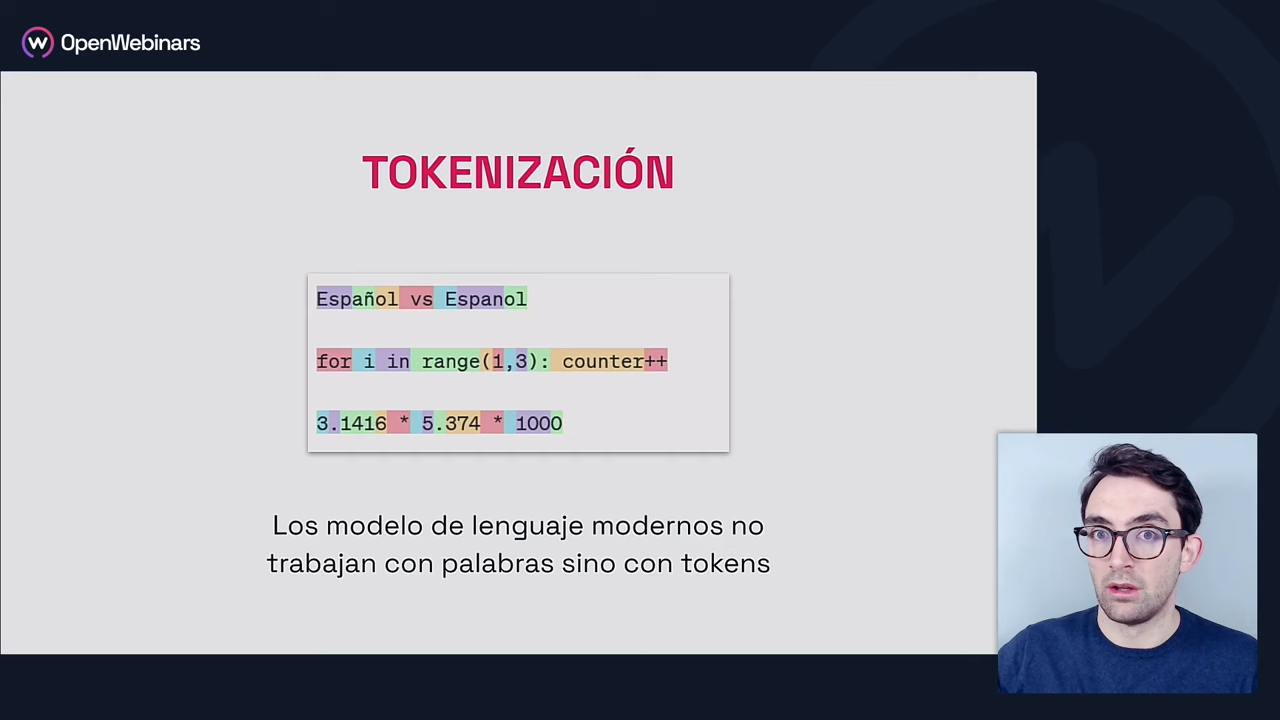 OpenWebinars
TOKENIZACIÓN
Español vs Espanol
for i in range(1,3): counter++
3.1416 * 5.374 * 1000
Los modelo de lenguaje modernos no
trabajan con palabras sino con tokens